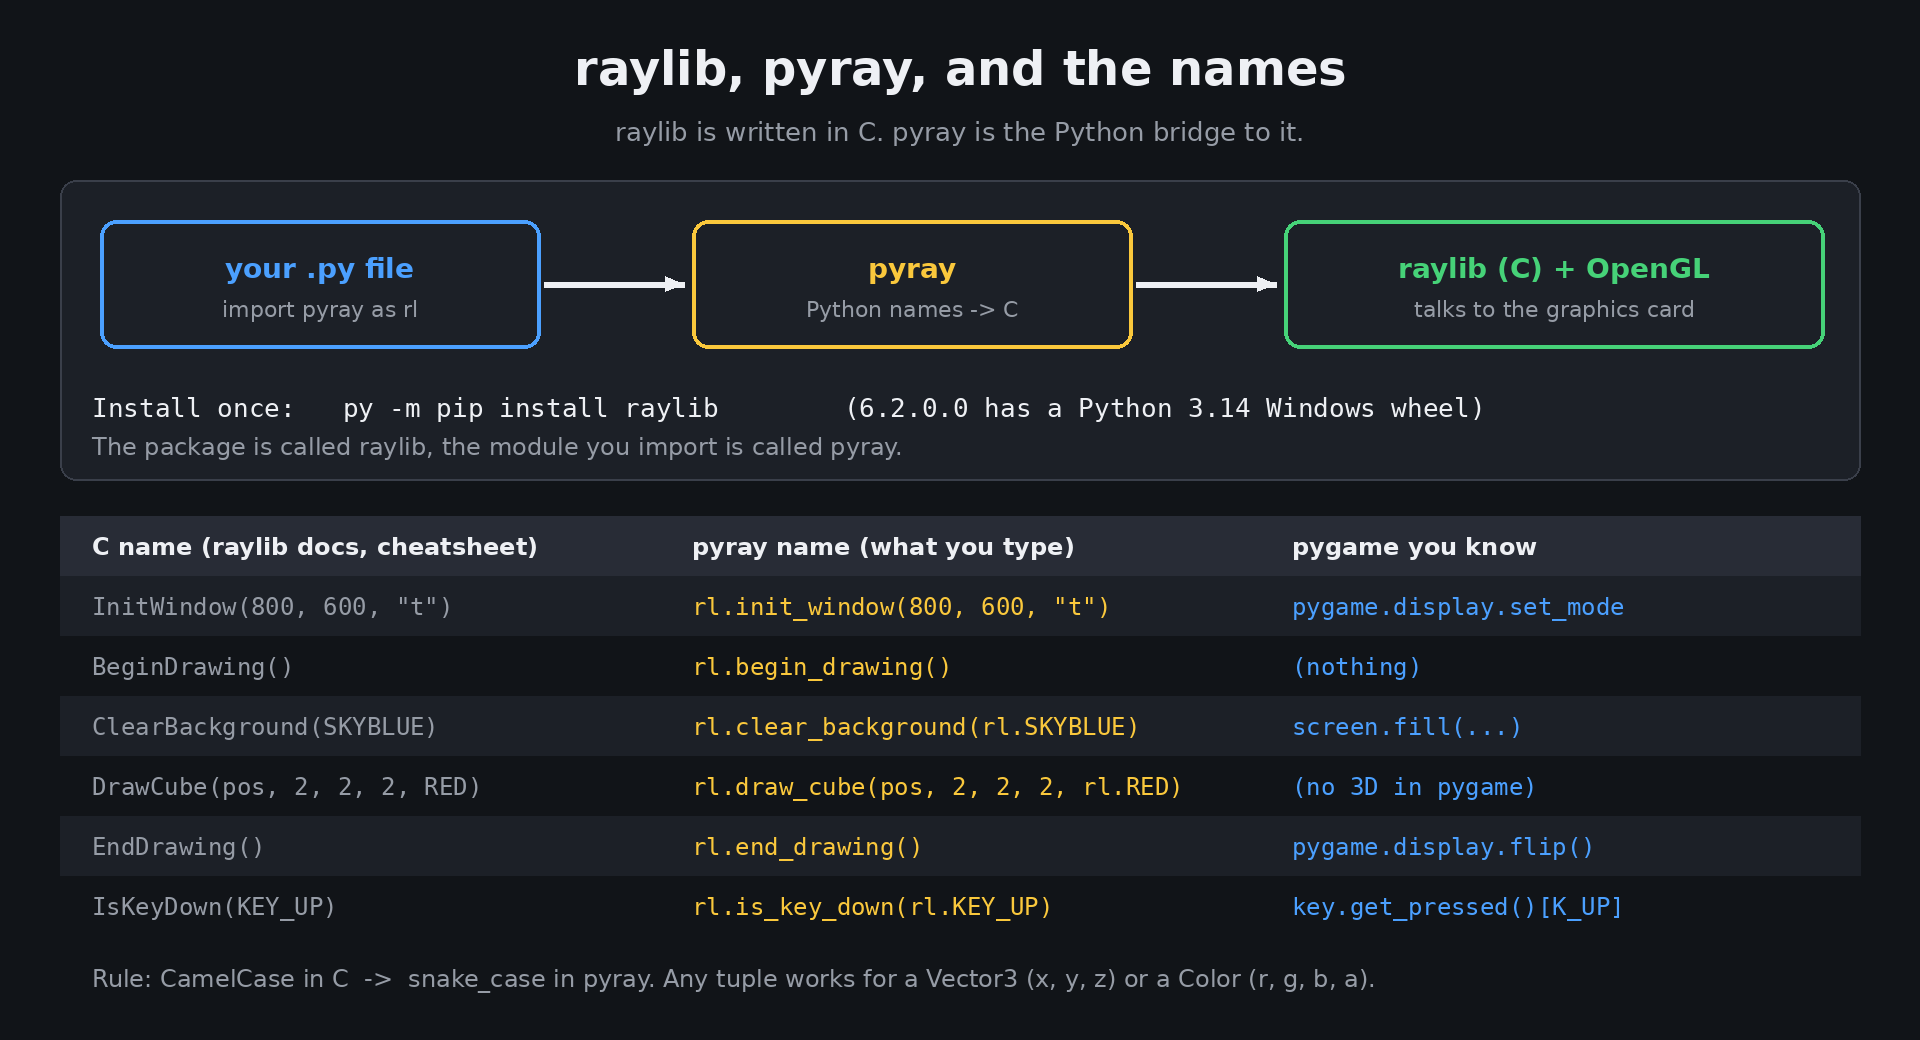 raylib, pyray, and the names
raylib is written in C. pyray is the Python bridge to it.
your .py file
import pyray as rl
pyray
Python names -> C
raylib (C) + OpenGL
talks to the graphics card
Install once:   py -m pip install raylib        (6.2.0.0 has a Python 3.14 Windows wheel)
The package is called raylib, the module you import is called pyray.
C name (raylib docs, cheatsheet)   pyray name (what you type)   pygame you know
InitWindow(800, 600, "t")   rl.init_window(800, 600, "t")   pygame.display.set_mode
BeginDrawing()   rl.begin_drawing()   (nothing)
ClearBackground(SKYBLUE)   rl.clear_background(rl.SKYBLUE)   screen.fill(...)
DrawCube(pos, 2, 2, 2, RED)   rl.draw_cube(pos, 2, 2, 2, rl.RED)   (no 3D in pygame)
EndDrawing()   rl.end_drawing()   pygame.display.flip()
IsKeyDown(KEY_UP)   rl.is_key_down(rl.KEY_UP)   key.get_pressed()[K_UP]
Rule: CamelCase in C  ->  snake_case in pyray. Any tuple works for a Vector3 (x, y, z) or a Color (r, g, b, a).